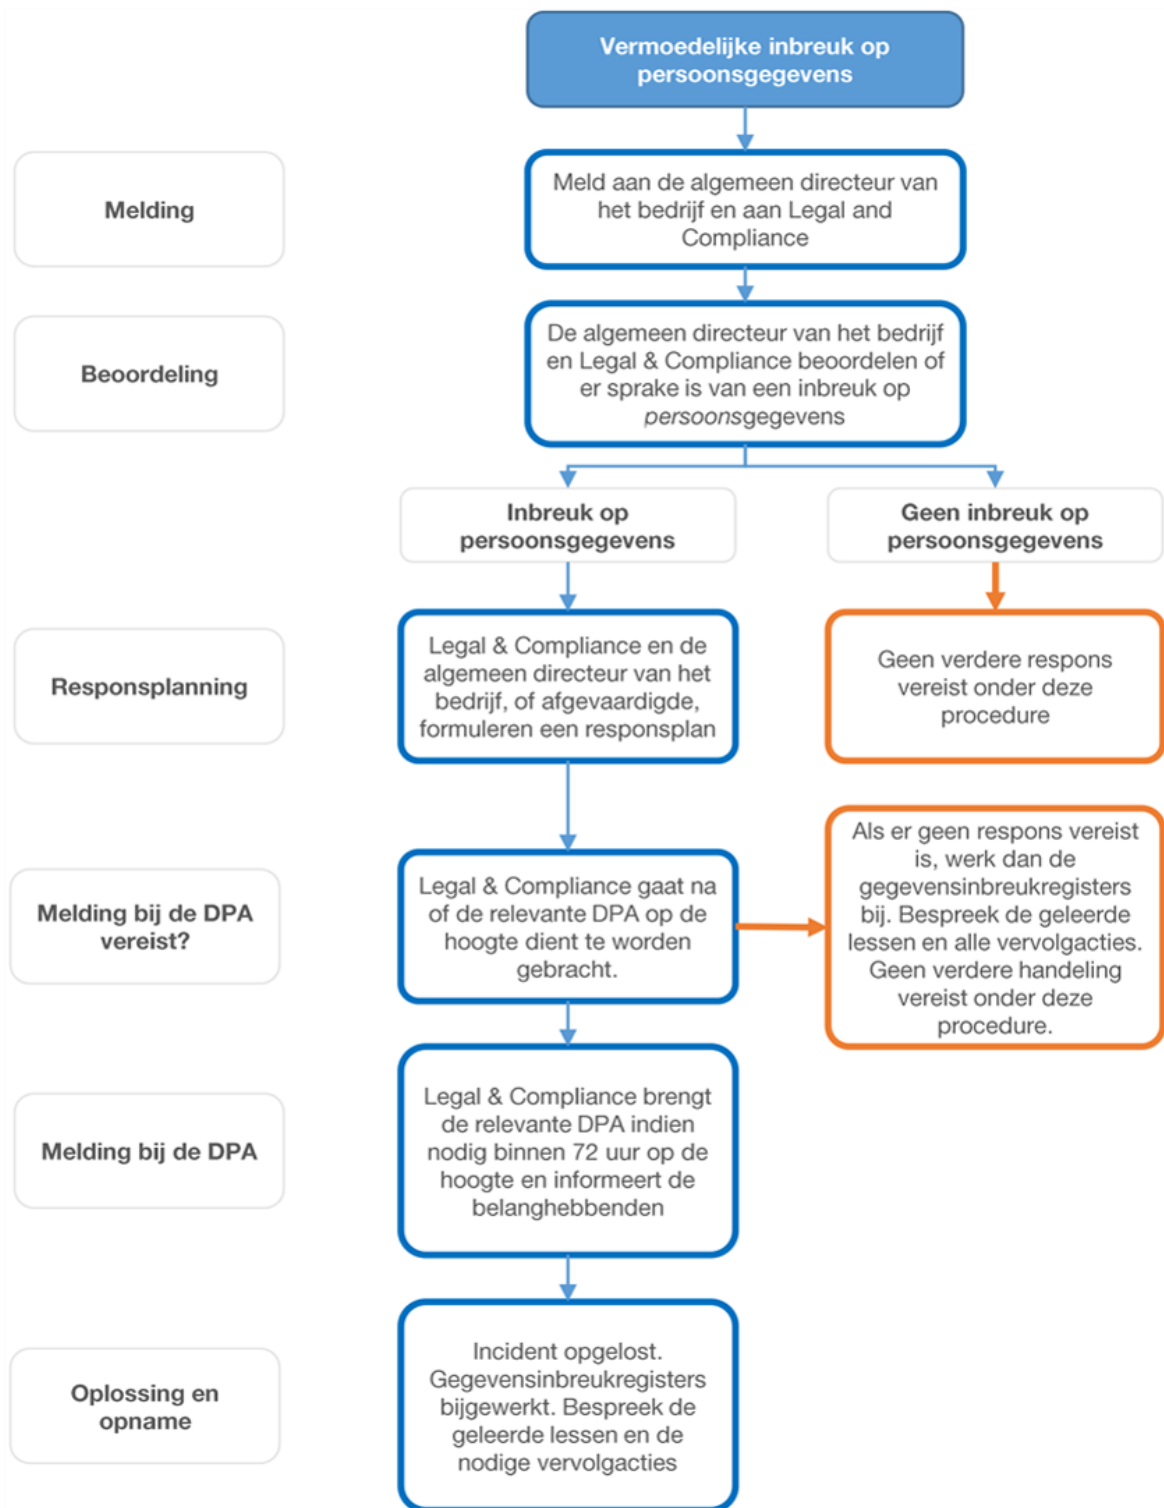 Vermoedelijke inbreuk op
persoonsgegevens
Melding
Meld aan de algemeen directeur van
het bedrijf en aan Legal and
Compliance
Beoordeling
De algemeen directeur van het bedrijf
en Legal & Compliance beoordelen of
er sprake is van een inbreuk op
persoonsgegevens
Inbreuk op
persoonsgegevens
Geen inbreuk op
persoonsgegevens
Responsplanning
Legal & Compliance en de
algemeen directeur van het
bedrijf, of afgevaardigde,
formuleren een responsplan
Geen verdere respons
vereist onder deze
procedure
Melding bij de DPA
vereist?
Legal & Compliance gaat na
of de relevante DPA op de
hoogte dient te worden
gebracht.
Als er geen respons vereist
is, werk dan de
gegevensinbreukregisters
bij. Bespreek de geleerde
lessen en alle vervolgacties.
Geen verdere handeling
vereist onder deze
procedure.
Melding bij de DPA
Legal & Compliance brengt
de relevante DPA indien
nodig binnen 72 uur op de
hoogte en informeert de
belanghebbenden
Oplossing en
opname
Incident opgelost.
Gegevensinbreukregisters
bijgewerkt. Bespreek de
geleerde lessen en de
nodige vervolgacties